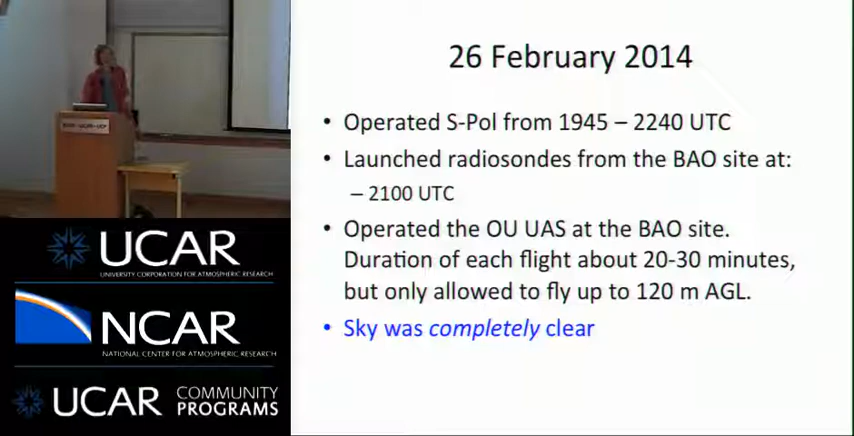 26 February 2014
• Operated S-Pol from 1945 – 2240 UTC
• Launched radiosondes from the BAO site at:
– 2100 UTC
• Operated the OU UAS at the BAO site.
Duration of each flight about 20-30 minutes,
but only allowed to fly up to 120 m AGL.
• Sky was completely clear
UCAR
UNIVERSITY CORPORATION FOR ATMOSPHERIC RESEARCH
NCAR
NATIONAL CENTER FOR ATMOSPHERIC RESEARCH
UCAR COMMUNITY
PROGRAMS